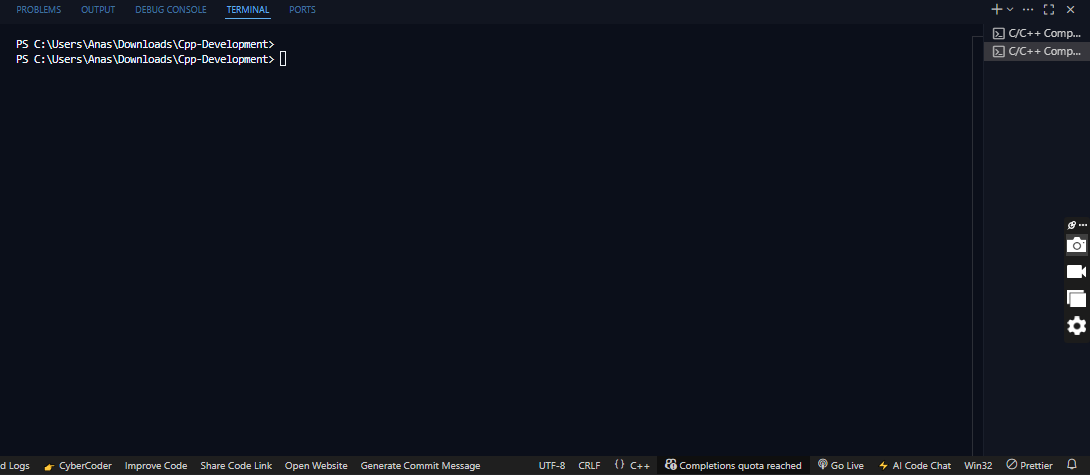 PROBLEMS OUTPUT DEBUG CONSOLE TERMINAL PORTS
PS C:\Users\Anas\Downloads\Cpp-Development>
PS C:\Users\Anas\Downloads\Cpp-Development>
C/C++ Comp...
C/C++ Comp...
d Logs CyberCoder Improve Code Share Code Link Open Website Generate Commit Message UTF-8 CRLF {} C++ Completions quota reached Go Live AI Code Chat Win32 Prettier